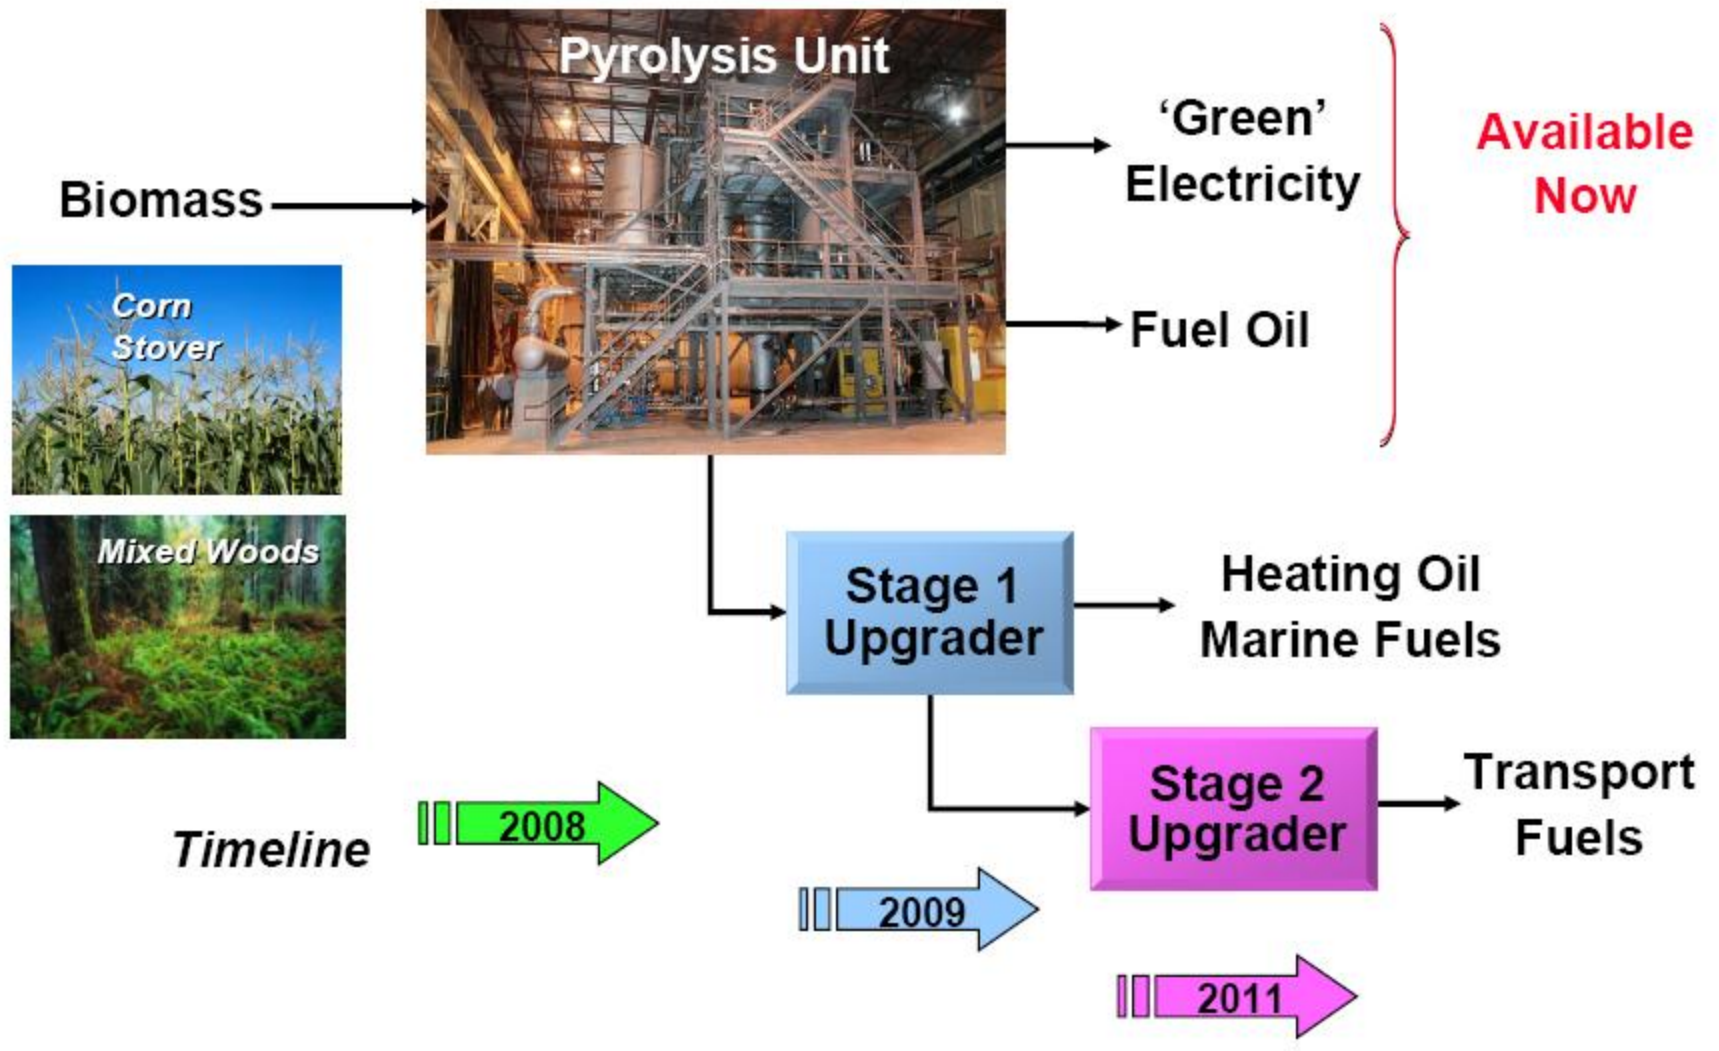 Pyrolysis Unit
Biomass
Corn
Stover
Mixed Woods
‘Green’
Electricity
Fuel Oil
Available
Now
Stage 1
Upgrader
Heating Oil
Marine Fuels
Stage 2
Upgrader
Transport
Fuels
Timeline
2008
2009
2011